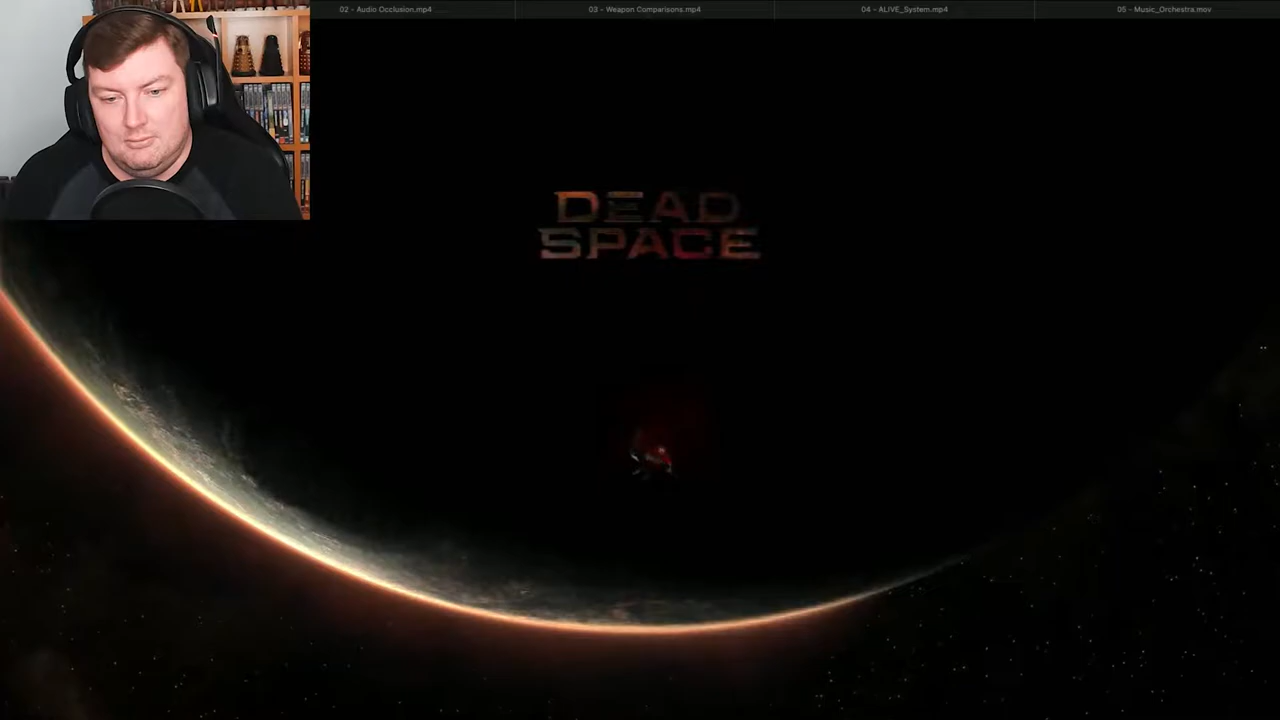 02 - Audio Occlusion.mp4
03 - Weapon Comparisons.mp4
04 - ALIVE_System.mp4
05 - Music_Orchestra.mov
DEAD
SPACE